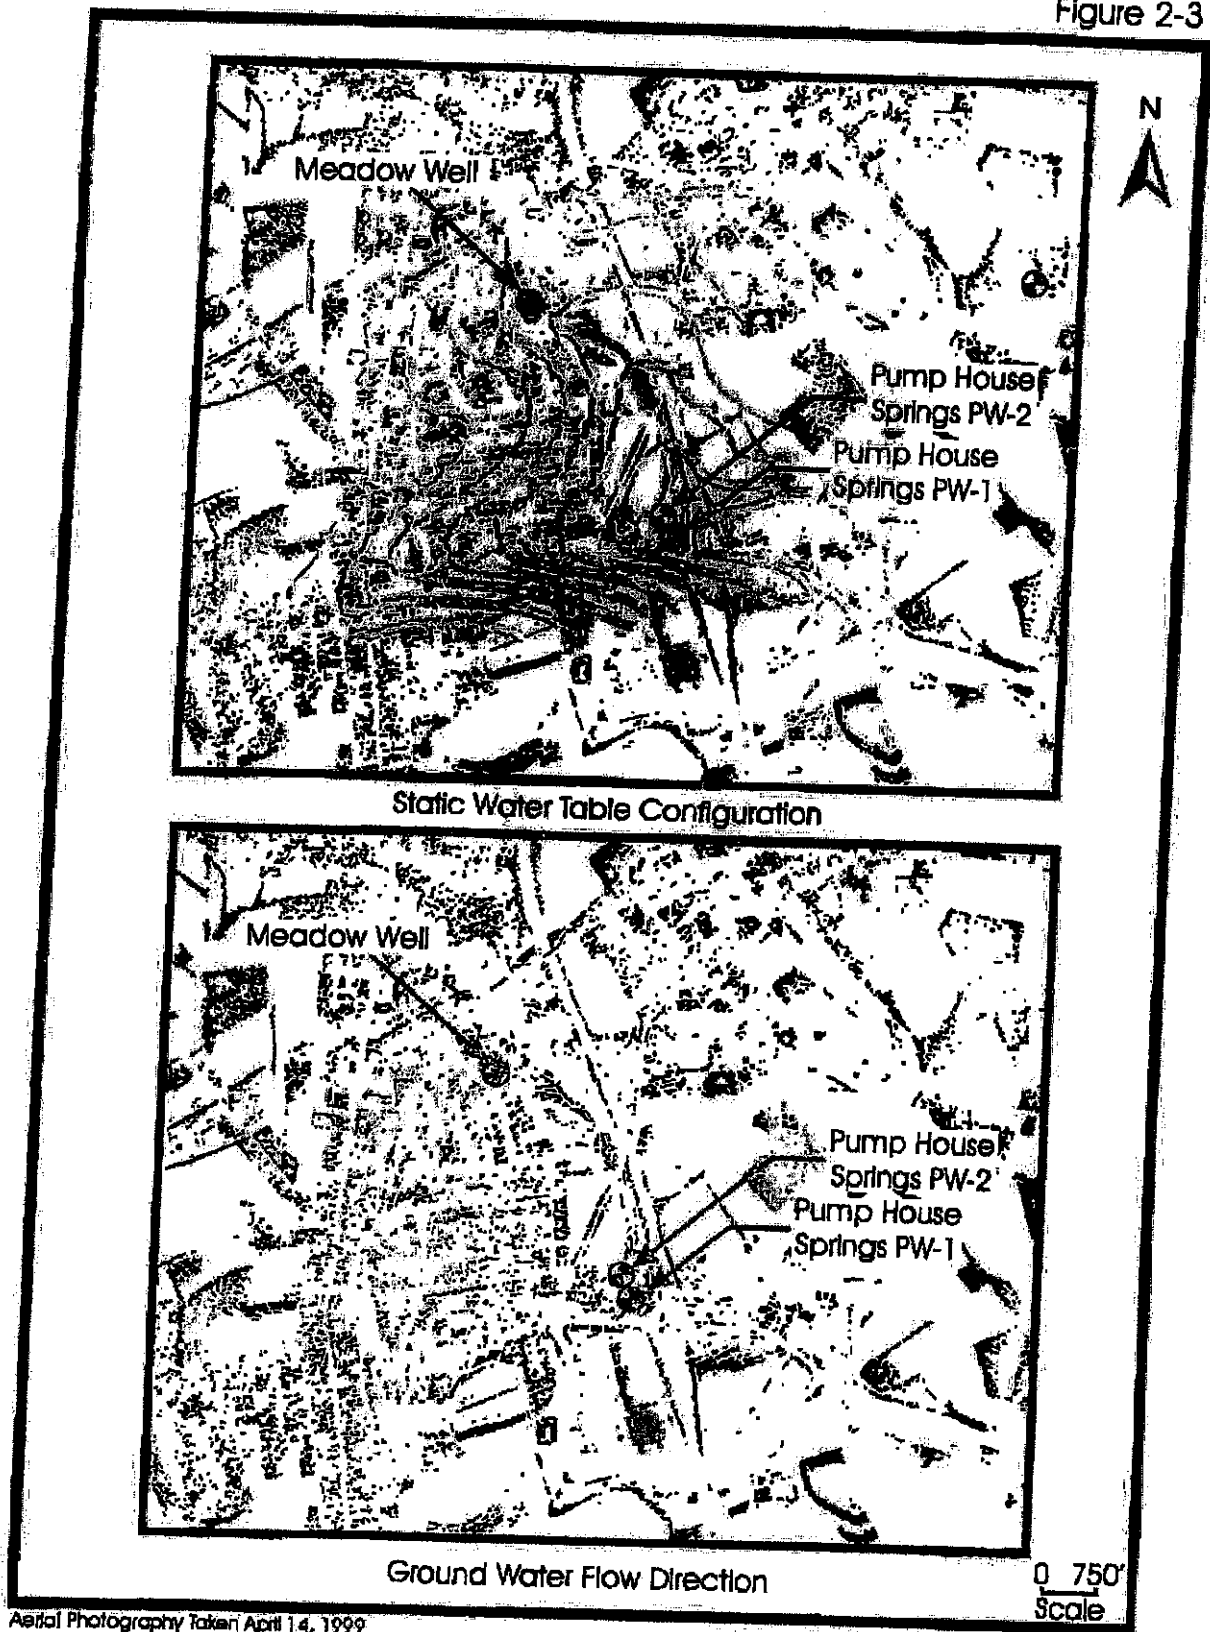 Figure 2-3
N
Meadow Well
Pump House
Springs PW-2
Pump House
Springs PW-1
Static Water Table Configuration
Meadow Well
Pump House
Springs PW-2
Pump House
Springs PW-1
Ground Water Flow Direction
0 750'
Scale
Aerial Photography Taken April 14, 1999